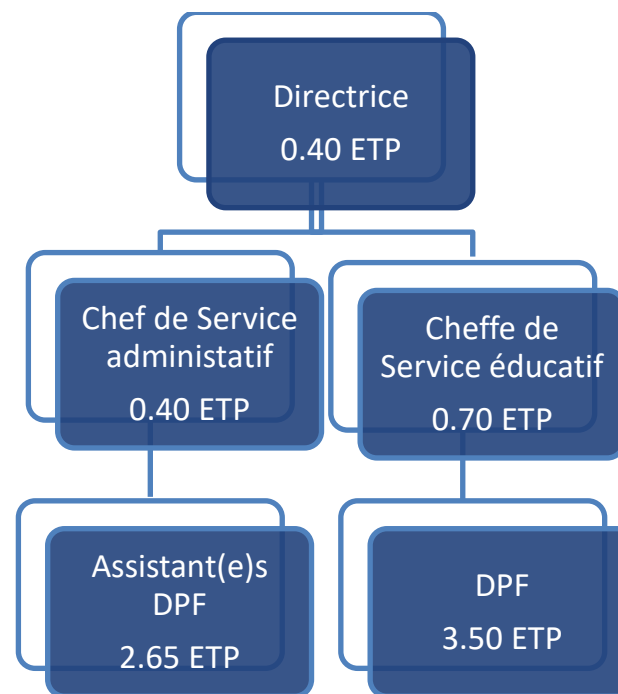 Directrice
0.40 ETP
Chef de Service
administatif
0.40 ETP
Cheffe de
Service éducatif
0.70 ETP
Assistant(e)s
DPF
2.65 ETP
DPF
3.50 ETP